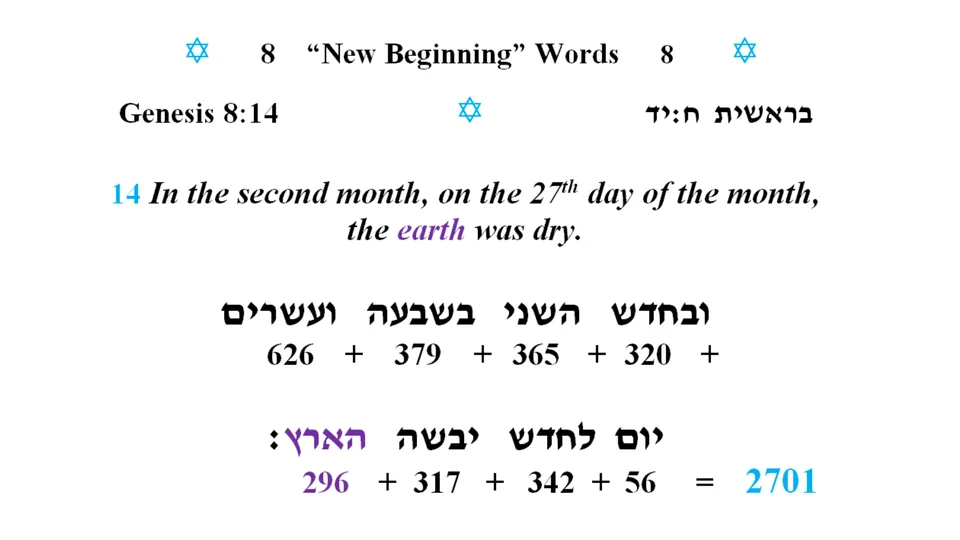 ✡ 8 “New Beginning” Words 8 ✡
Genesis 8:14 ✡ בראשית ח:יד
14 In the second month, on the 27th day of the month,
the earth was dry.
ובחדש השני בשבעה ועשרים
626 + 379 + 365 + 320 +
יום לחדש יבשה הארץ:
296 + 317 + 342 + 56 = 2701